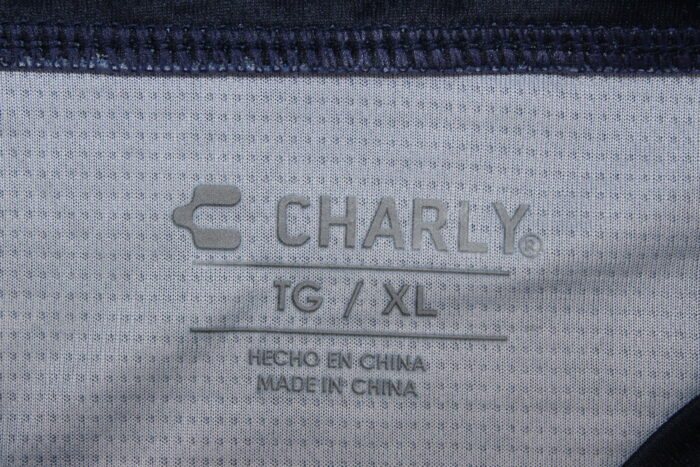 CHARLY®
TG / XL
HECHO EN CHINA
MADE IN CHINA